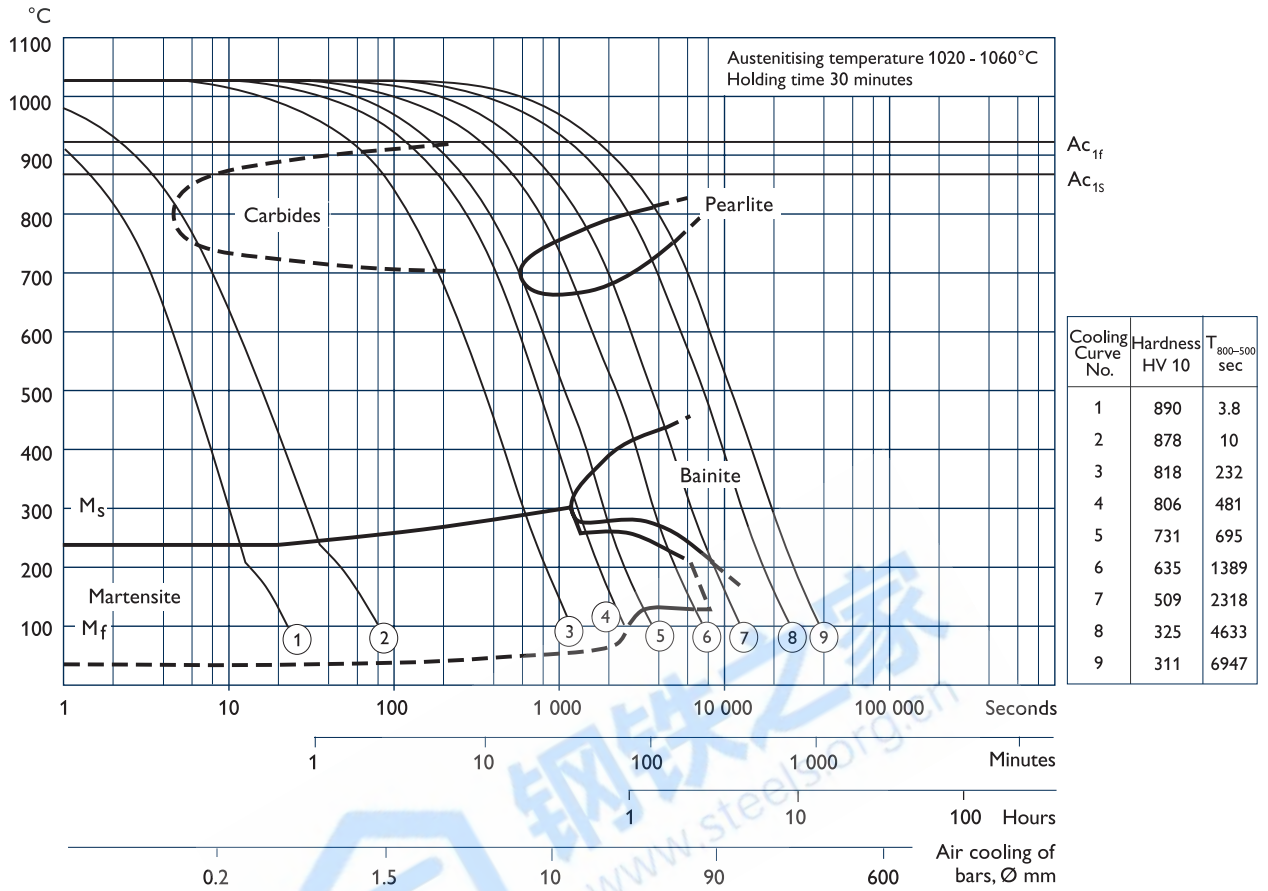 °C
1100
1000
900
800
700
600
500
400
300
200
100
Austenitising temperature 1020 - 1060°C
Holding time 30 minutes
Ac1f
Ac1s
Carbides
Pearlite
Bainite
Ms
Martensite
Mf
1 2 3 4 5 6 7 8 9
1 10 100 1 000 10 000 100 000 Seconds
1 10 100 1 000 Minutes
1 10 100 Hours
0.2 1.5 10 90 600 Air cooling of
bars, Ø mm
Cooling Curve No. Hardness HV 10 T800–500 sec
1 890 3.8
2 878 10
3 818 232
4 806 481
5 731 695
6 635 1389
7 509 2318
8 325 4633
9 311 6947
钢铁之家
www.steels.org.cn